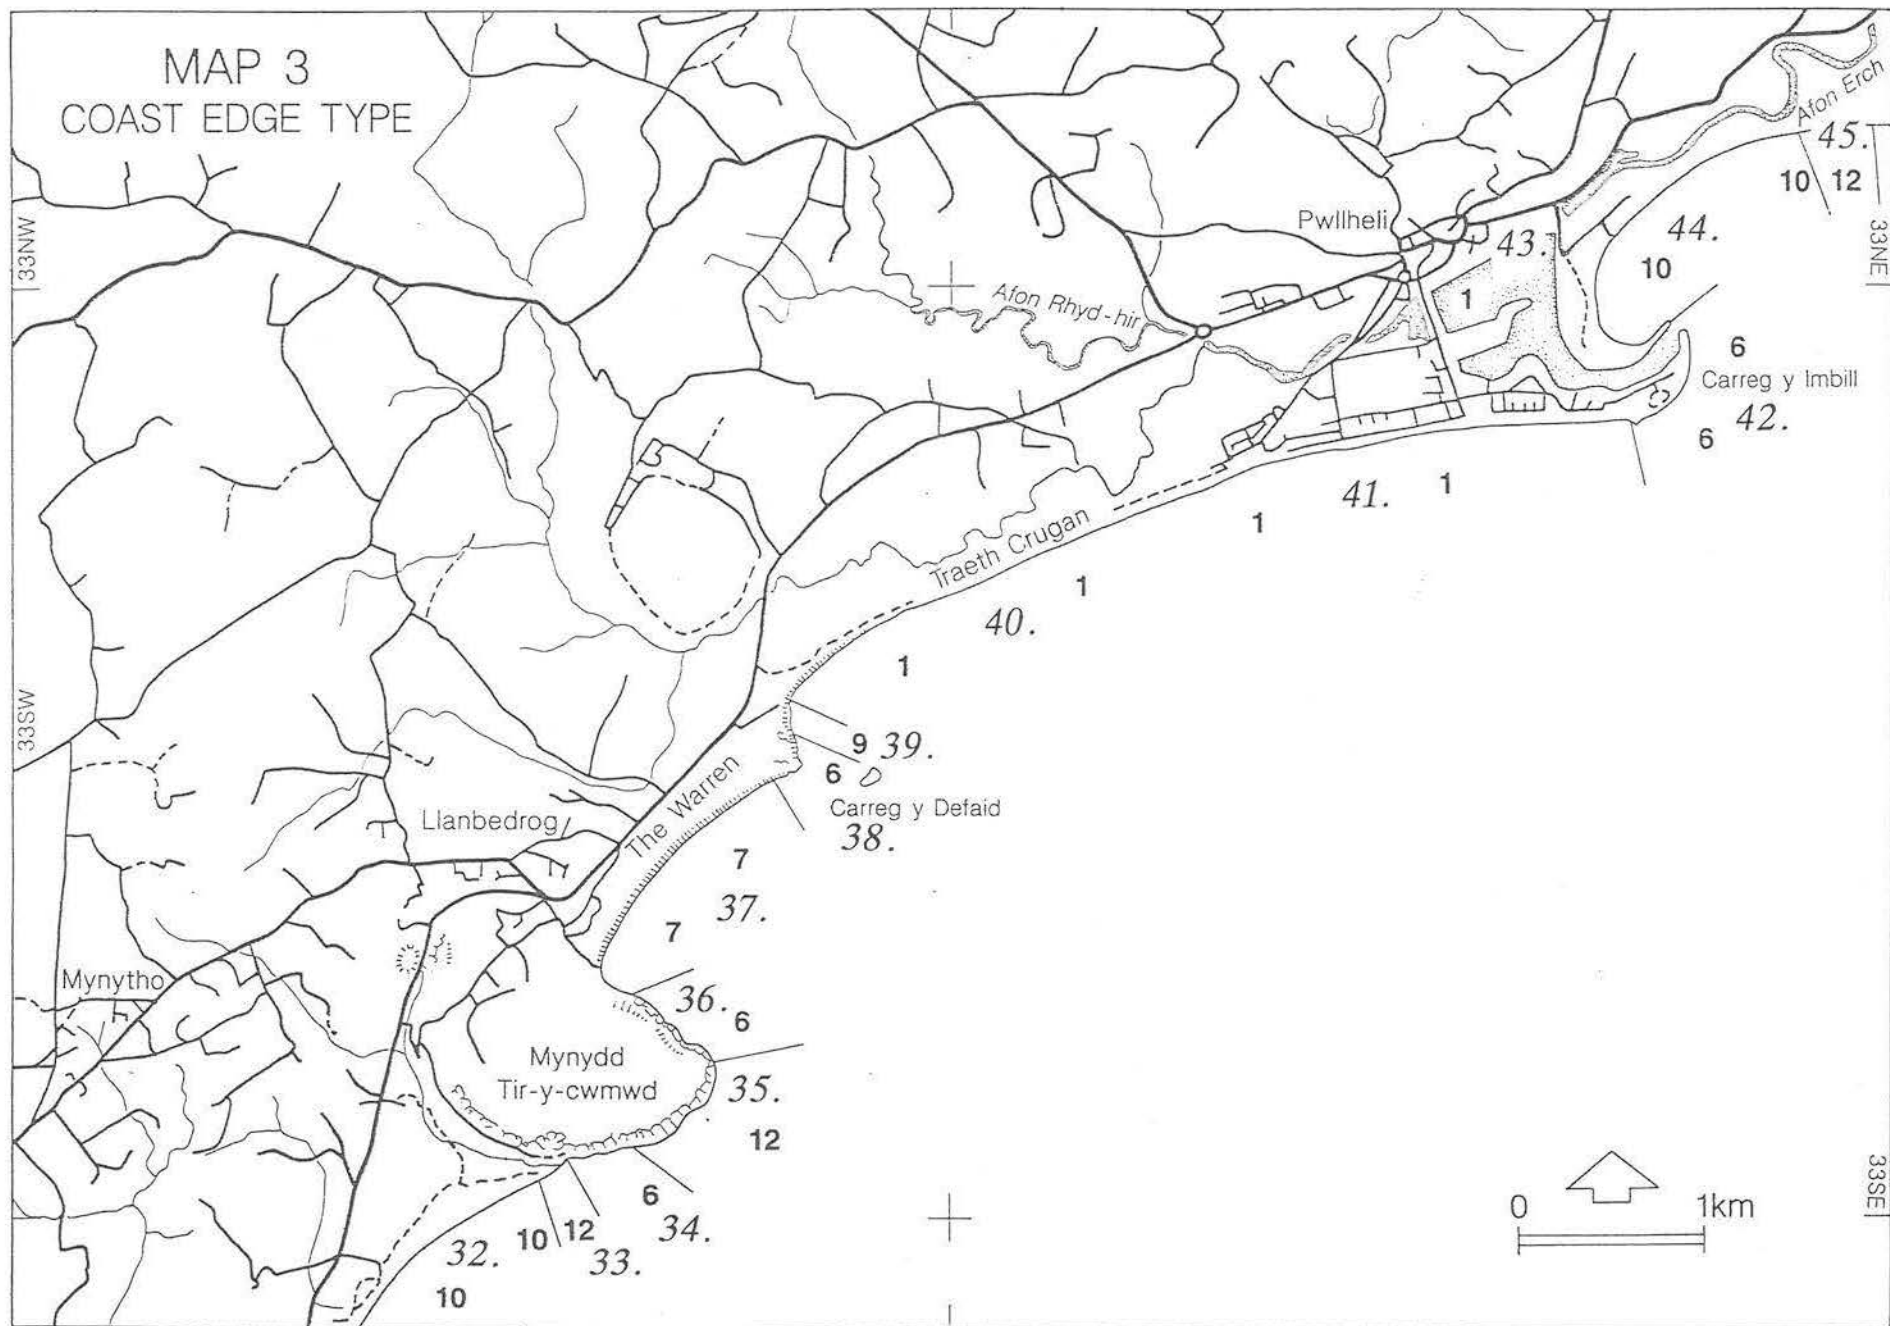 MAP 3
COAST EDGE TYPE
Afon Erch
45.
10 12
33NW
Pwllheli
43.
44.
33NE
10
Afon Rhyd-hir
1
6
Carreg y Imbill
42.
6
41.
1
1
Traeth Crugan
1
40.
1
33SW
9
39.
6
Carreg y Defaid
38.
The Warren
Llanbedrog
7
37.
7
Mynytho
36.
6
Mynydd
Tir-y-cwmwd
35.
12
6
34.
33SE
0 1km
10 12
33.
32.
10